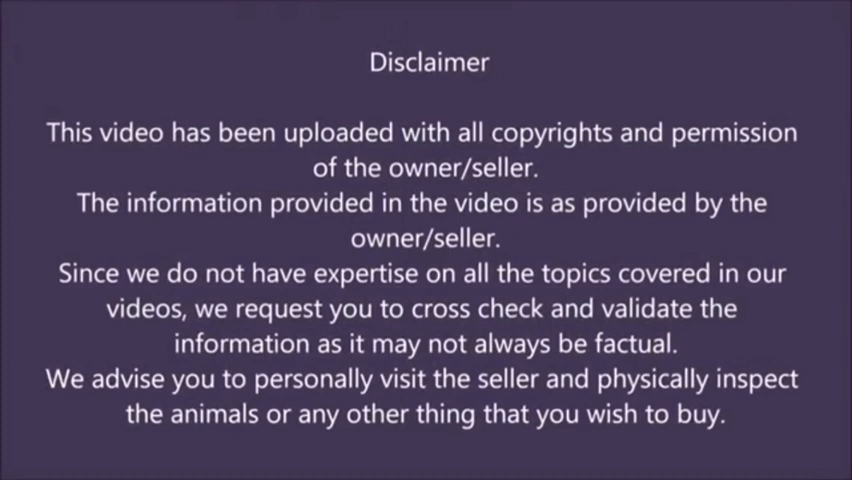 Disclaimer
This video has been uploaded with all copyrights and permission
of the owner/seller.
The information provided in the video is as provided by the
owner/seller.
Since we do not have expertise on all the topics covered in our
videos, we request you to cross check and validate the
information as it may not always be factual.
We advise you to personally visit the seller and physically inspect
the animals or any other thing that you wish to buy.